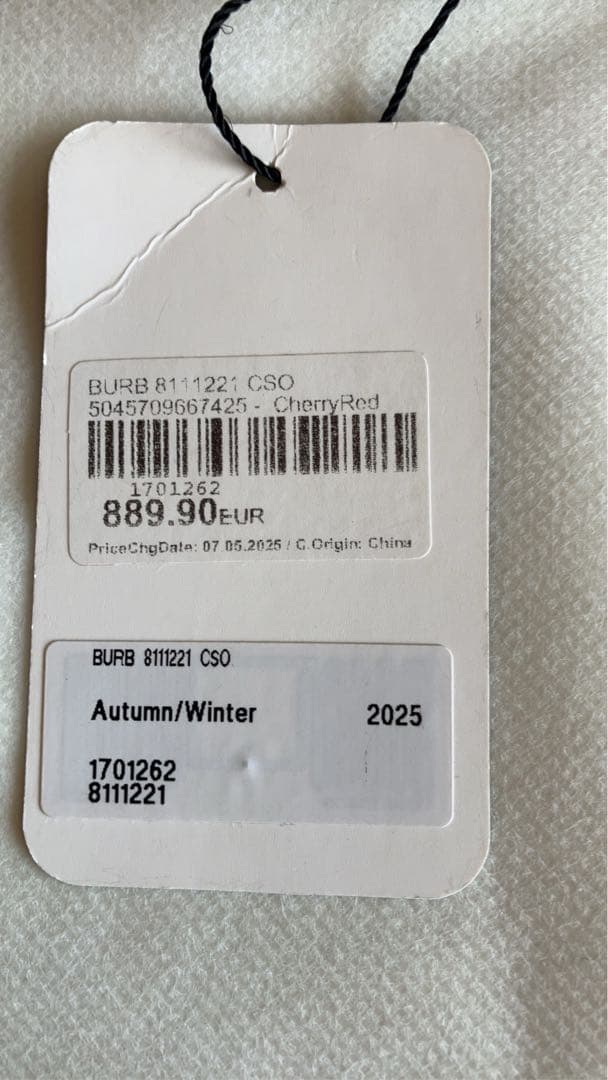 BURB 8111221 CSO
5045709667425 - CherryRed
1701262
889.90EUR
PriceChgDate: 07.05.2025 / C.Origin: China
BURB 8111221 CSO
Autumn/Winter 2025
1701262
8111221